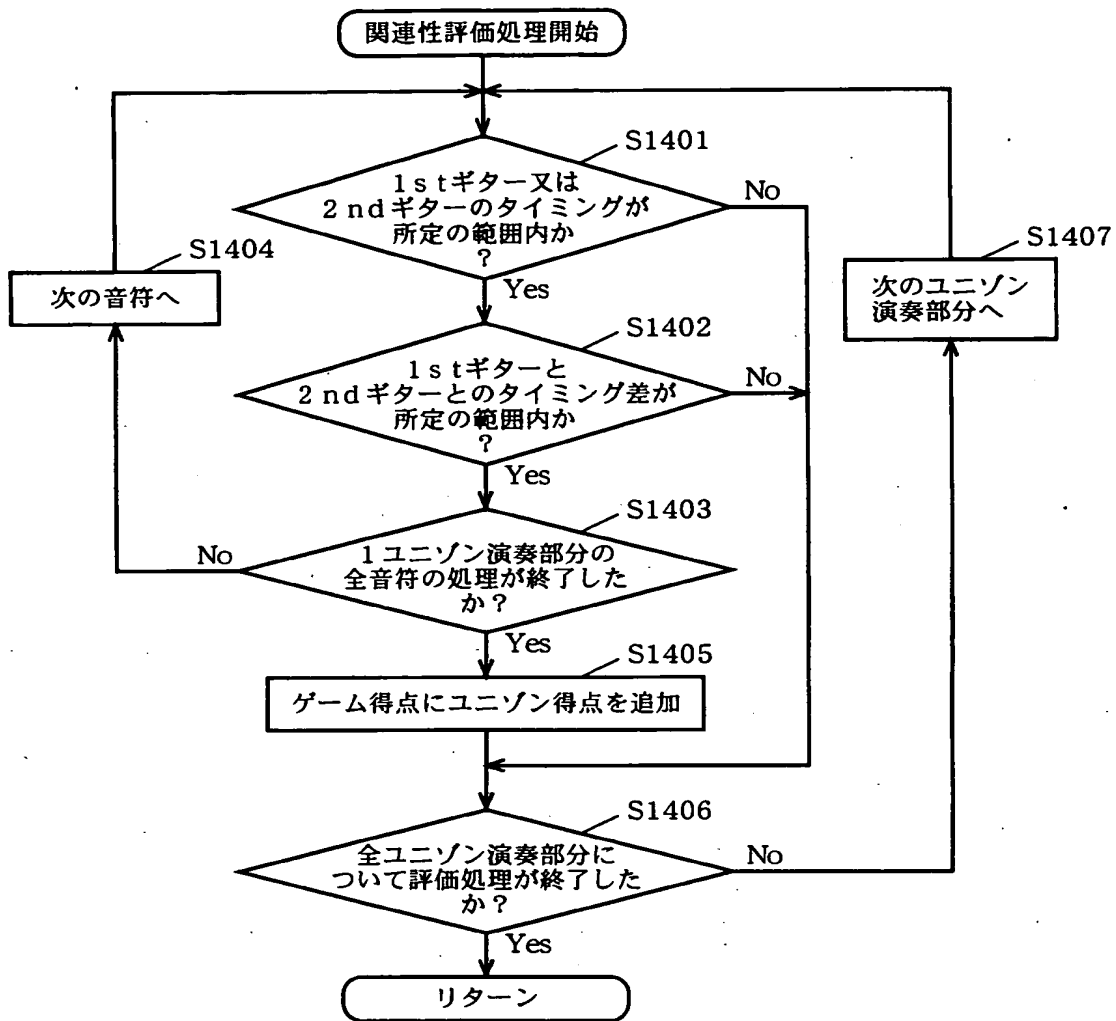 関連性評価処理開始
S1401
1stギター又は
2ndギターのタイミングが
所定の範囲内か
?
No
Yes
S1404
次の音符へ
S1407
次のユニゾン
演奏部分へ
S1402
1stギターと
2ndギターとのタイミング差が
所定の範囲内か
?
No
Yes
S1403
1ユニゾン演奏部分の
全音符の処理が終了した
か?
No
Yes
S1405
ゲーム得点にユニゾン得点を追加
S1406
全ユニゾン演奏部分に
ついて評価処理が終了した
か?
No
Yes
リターン